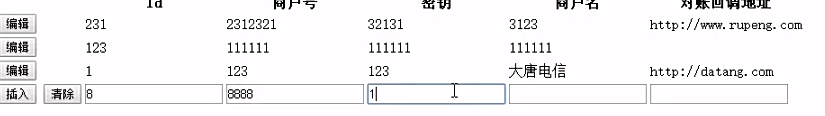 Id 商户号 密钥 商户名 对账回调地址
编辑 231 2312321 32131 3123 http://www.rupeng.com
编辑 123 111111 111111 111111
编辑 1 123 123 大唐电信 http://datang.com
插入 清除 8 8888 1